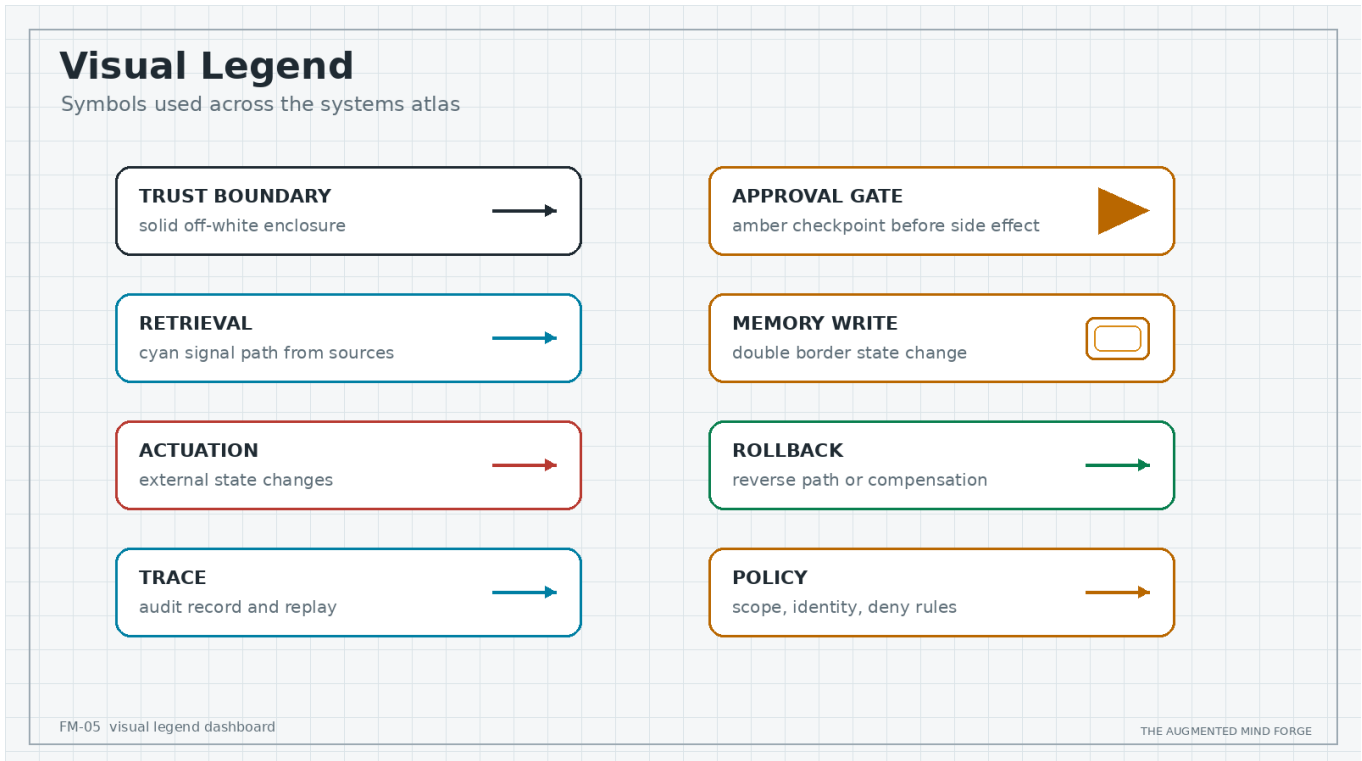 Visual Legend
Symbols used across the systems atlas
TRUST BOUNDARY
solid off-white enclosure
APPROVAL GATE
amber checkpoint before side effect
RETRIEVAL
cyan signal path from sources
MEMORY WRITE
double border state change
ACTUATION
external state changes
ROLLBACK
reverse path or compensation
TRACE
audit record and replay
POLICY
scope, identity, deny rules
FM-05 visual legend dashboard
THE AUGMENTED MIND FORGE